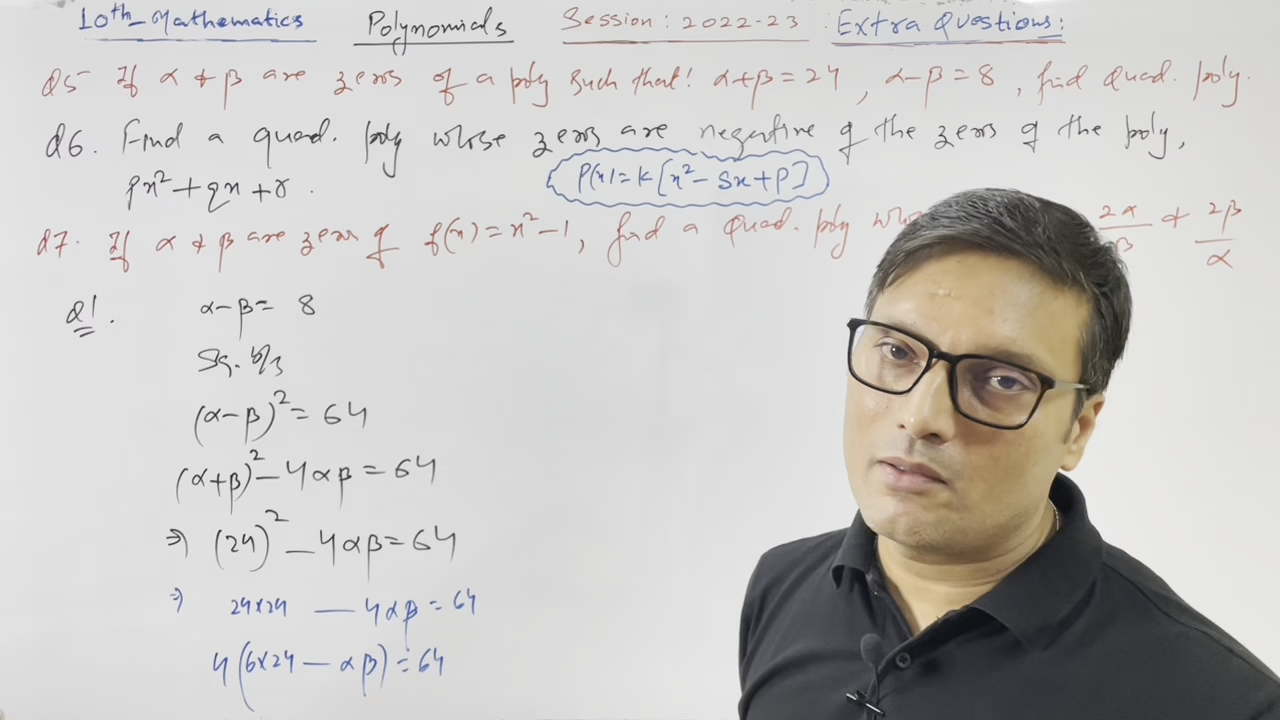 10th Mathematics Polynomials Session: 2022-23 Extra Questions:
Q5 If α & β are zeros of a poly such that! α+β=24, α-β=8, find Quad. poly.
Q6. Find a quad. poly whose zeros are negative of the zeros of the poly,
px²+qx+r.
P(x)=K[x²-Sx+P]
Q7. If α & β are zeros of f(x)=x²-1, find a Quad. poly 2α/β + 2β/α
Q1. α-β= 8
Sq. b/s
(α-β)²=64
(α+β)²-4αβ=64
⇒ (24)²-4αβ=64
⇒ 24×24 — 4αβ=64
4(6×24-αβ)=64